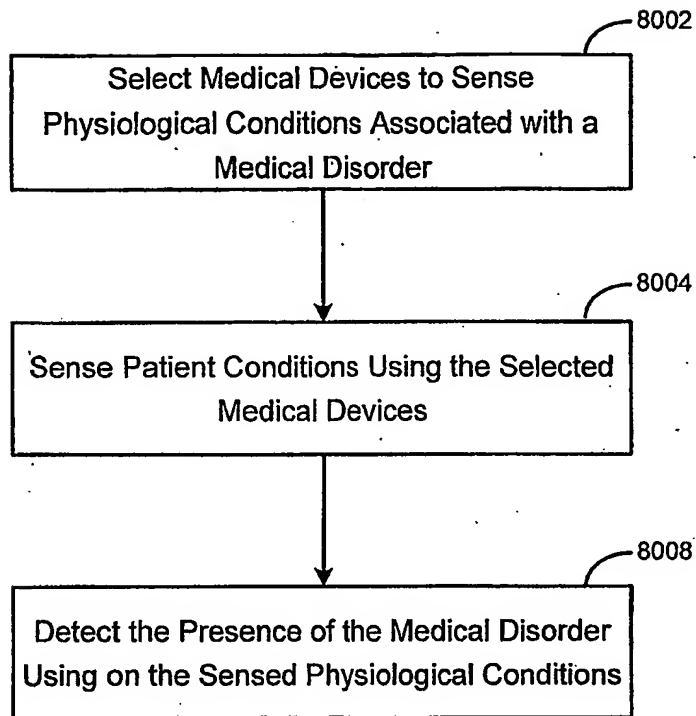 8002
Select Medical Devices to Sense
Physiological Conditions Associated with a
Medical Disorder
8004
Sense Patient Conditions Using the Selected
Medical Devices
8008
Detect the Presence of the Medical Disorder
Using on the Sensed Physiological Conditions